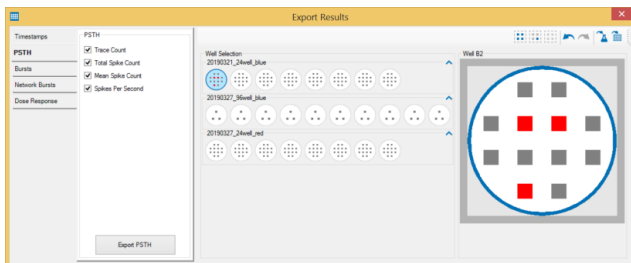 Export Results
Timestamps
PSTH
Bursts
Network Bursts
Dose Response
PSTH
Trace Count
Total Spike Count
Mean Spike Count
Spikes Per Second
Export PSTH
Well Selection
20190321_24well_blue
20190327_96well_blue
20190327_24well_red
Well B2